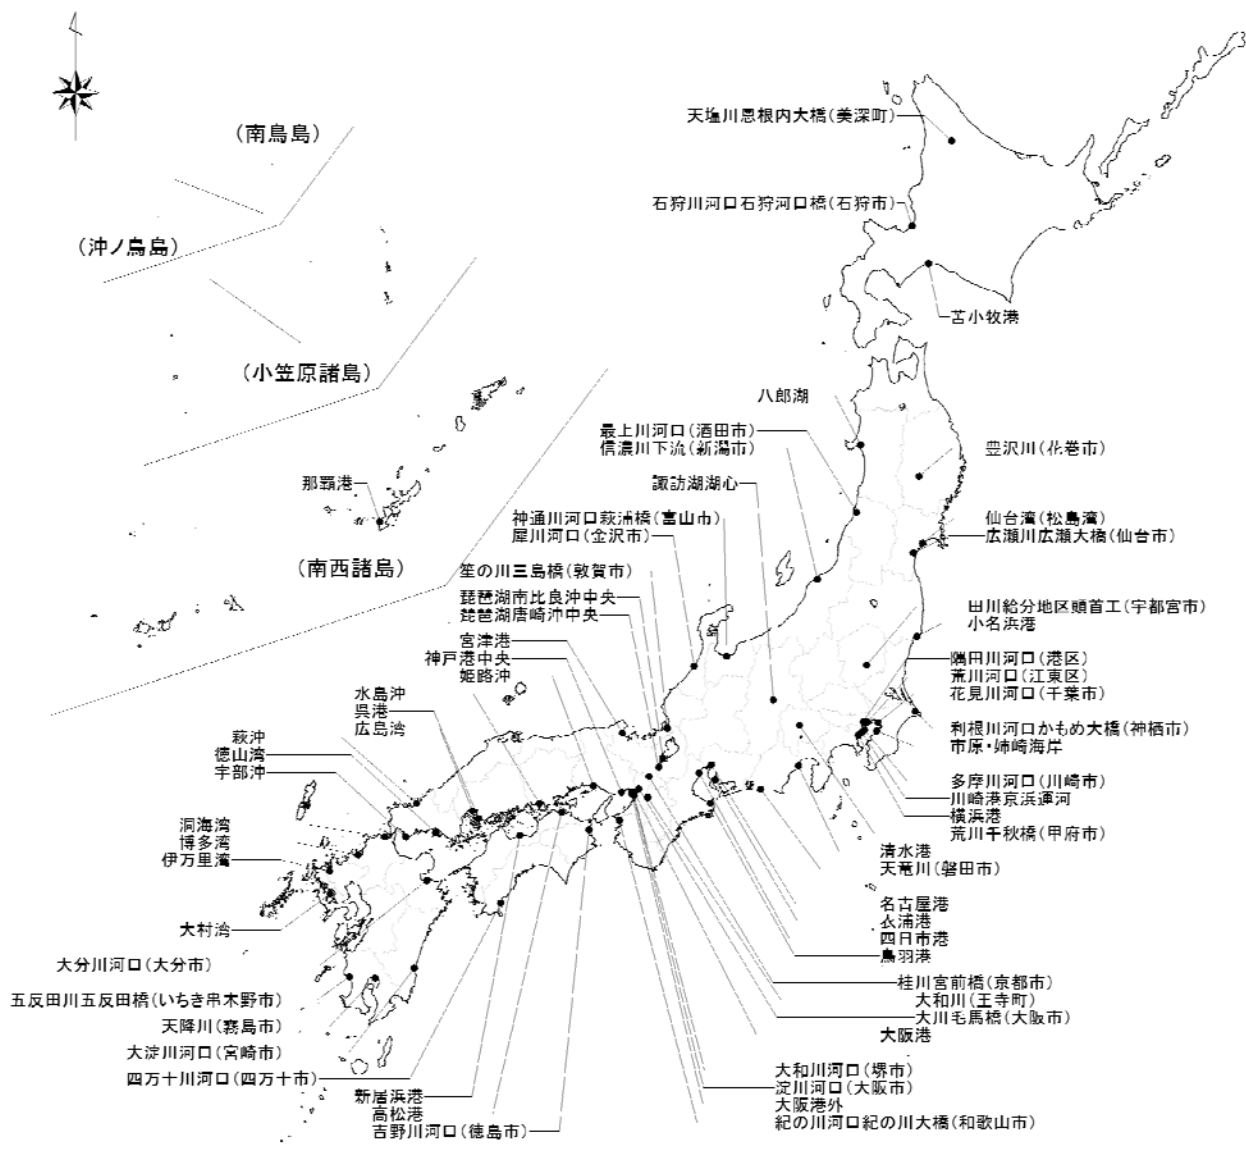 天塩川恩根内大橋(美深町)
(南鳥島)
石狩川河口石狩河口橋(石狩市)
(沖ノ鳥島)
苫小牧港
(小笠原諸島)
八郎湖
最上川河口(酒田市)
信濃川下流(新潟市)
豊沢川(花巻市)
那覇港
諏訪湖湖心
神通川河口萩浦橋(富山市)
犀川河口(金沢市)
仙台湾(松島湾)
広瀬川広瀬大橋(仙台市)
(南西諸島)
笙の川三島橋(敦賀市)
琵琶湖南比良沖中央
琵琶湖唐崎沖中央
田川給分地区頭首工(宇都宮市)
小名浜港
宮津港
神戸港中央
姫路沖
隅田川河口(港区)
荒川河口(江東区)
花見川河口(千葉市)
水島沖
呉港
広島湾
利根川河口かもめ大橋(神栖市)
市原・姉崎海岸
萩沖
徳山湾
宇部沖
多摩川河口(川崎市)
川崎港京浜運河
横浜港
荒川千秋橋(甲府市)
洞海湾
博多湾
伊万里湾
清水港
天竜川(磐田市)
名古屋港
衣浦港
四日市港
鳥羽港
大村湾
大分川河口(大分市)
桂川宮前橋(京都市)
大和川(王寺町)
大川毛馬橋(大阪市)
大阪港
五反田川五反田橋(いちき串木野市)
天降川(霧島市)
大淀川河口(宮崎市)
四万十川河口(四万十市)
大和川河口(堺市)
淀川河口(大阪市)
大阪港外
紀の川河口紀の川大橋(和歌山市)
新居浜港
高松港
吉野川河口(徳島市)